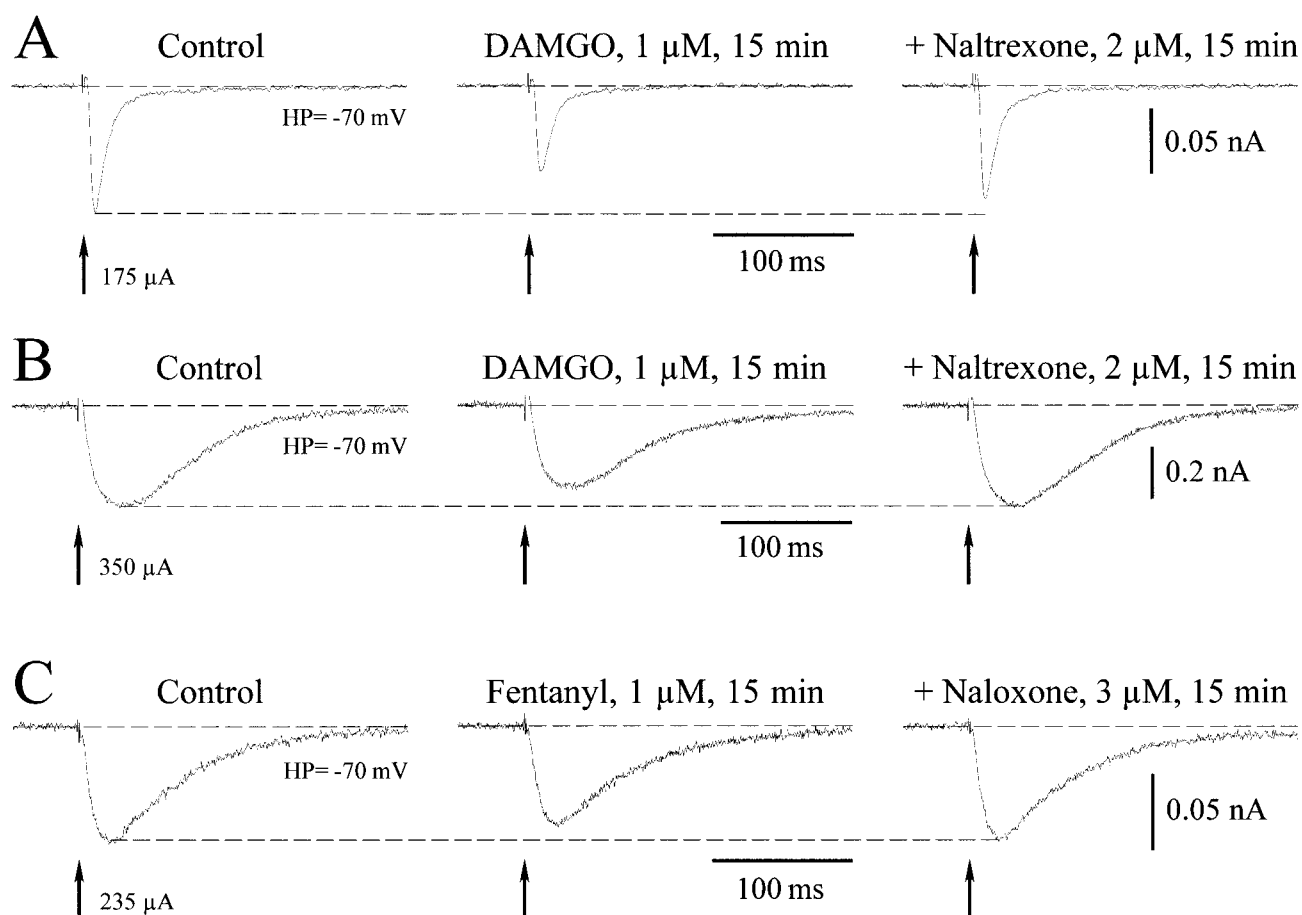 A
Control
DAMGO, 1 µM, 15 min
+ Naltrexone, 2 µM, 15 min
HP= -70 mV
0.05 nA
100 ms
175 µA
B
Control
DAMGO, 1 µM, 15 min
+ Naltrexone, 2 µM, 15 min
HP= -70 mV
0.2 nA
100 ms
350 µA
C
Control
Fentanyl, 1 µM, 15 min
+ Naloxone, 3 µM, 15 min
HP= -70 mV
0.05 nA
100 ms
235 µA